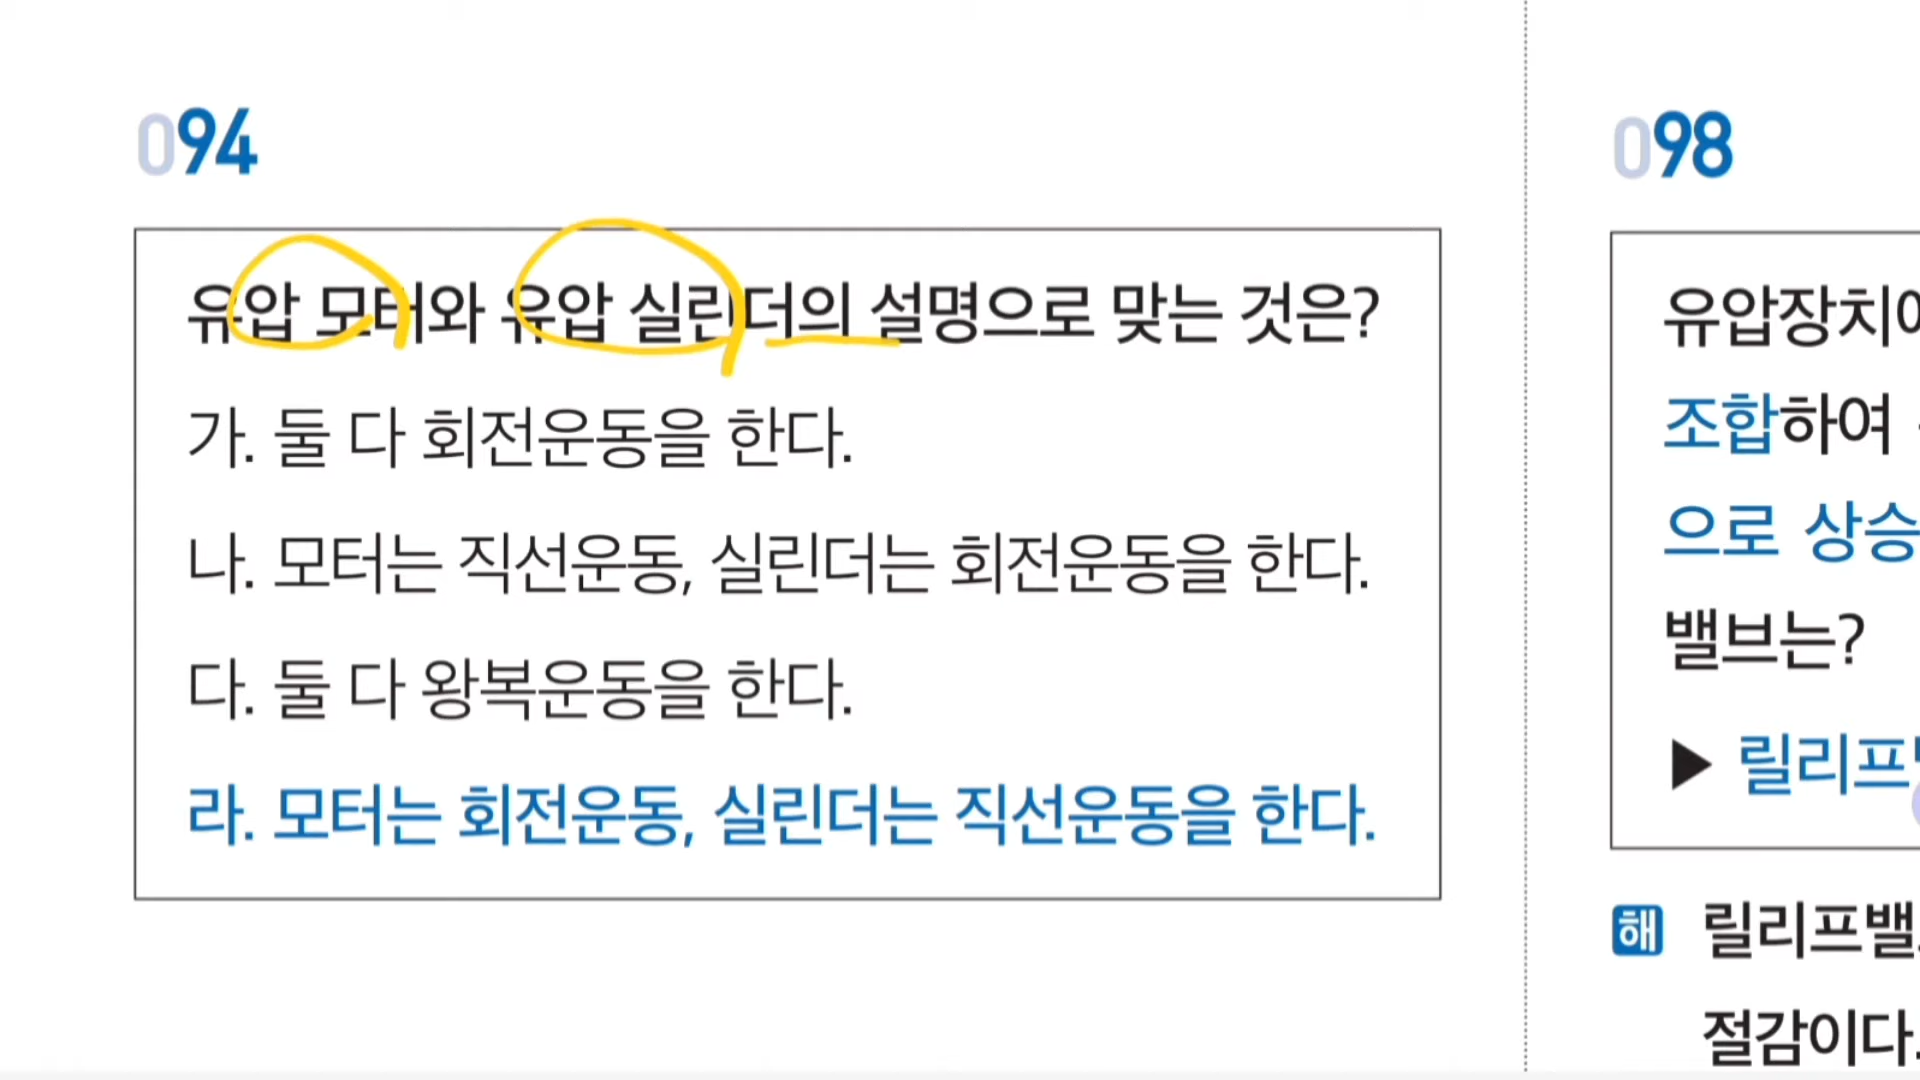 094
유압 모터와 유압 실린더의 설명으로 맞는 것은?
가. 둘 다 회전운동을 한다.
나. 모터는 직선운동, 실린더는 회전운동을 한다.
다. 둘 다 왕복운동을 한다.
라. 모터는 회전운동, 실린더는 직선운동을 한다.
098
유압장치에
조합하여
으로 상승
밸브는?
▶ 릴리프
해 릴리프밸
절감이다.